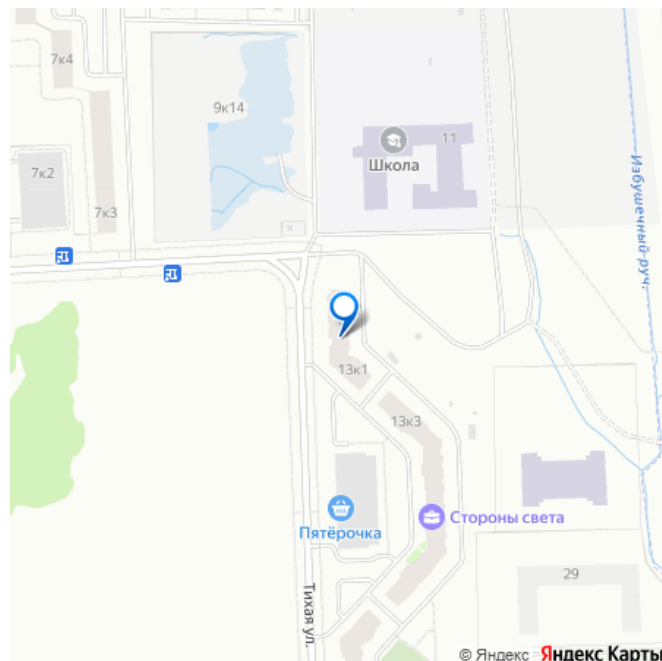 7к4
9к14
11
Школа
7к2
7к3
Избушечный руч.
13к1
13к3
Стороны света
Пятёрочка
29
Тихая ул.
© Яндекс Яндекс Карты